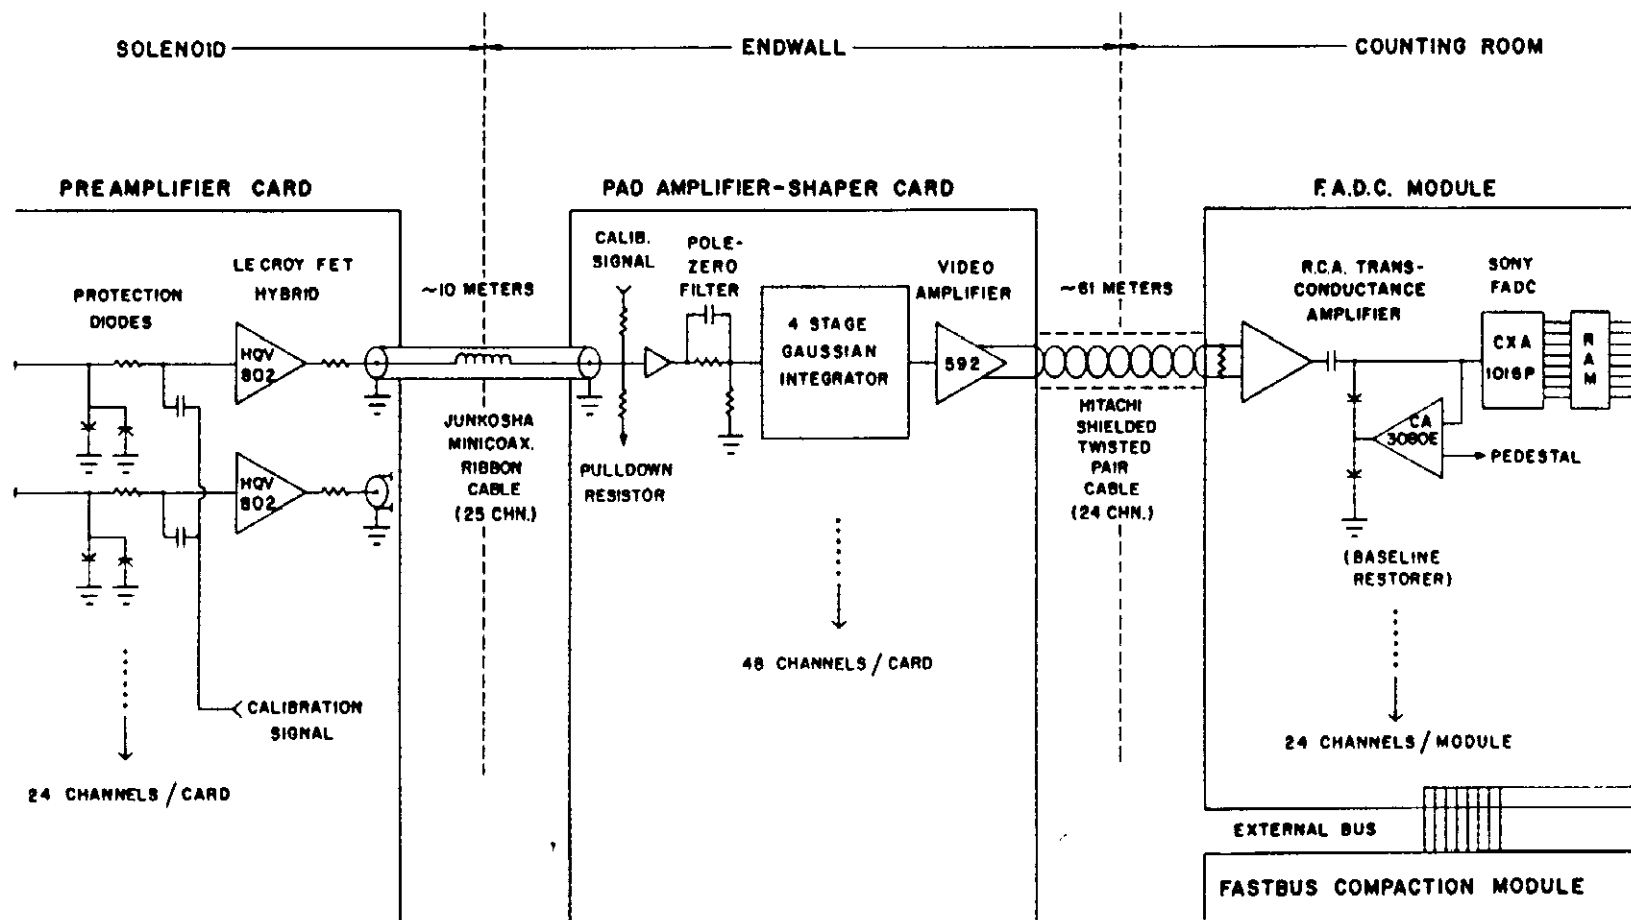 SOLENOID
ENDWALL
COUNTING ROOM
PREAMPLIFIER CARD
PROTECTION
DIODES
LE CROY FET
HYBRID
HQV
802
HQV
802
CALIBRATION
SIGNAL
24 CHANNELS / CARD
~10 METERS
JUNKOSHA
MINICOAX.
RIBBON
CABLE
(25 CHN.)
PAD AMPLIFIER-SHAPER CARD
CALIB.
SIGNAL
POLE-
ZERO
FILTER
PULLDOWN
RESISTOR
4 STAGE
GAUSSIAN
INTEGRATOR
VIDEO
AMPLIFIER
592
48 CHANNELS / CARD
~61 METERS
HITACHI
SHIELDED
TWISTED
PAIR
CABLE
(24 CHN.)
F.A.D.C. MODULE
R.C.A. TRANS-
CONDUCTANCE
AMPLIFIER
SONY
FADC
CXA
1016P
R
A
M
CA
3080E
PEDESTAL
(BASELINE
RESTORER)
24 CHANNELS / MODULE
EXTERNAL BUS
FASTBUS COMPACTION MODULE